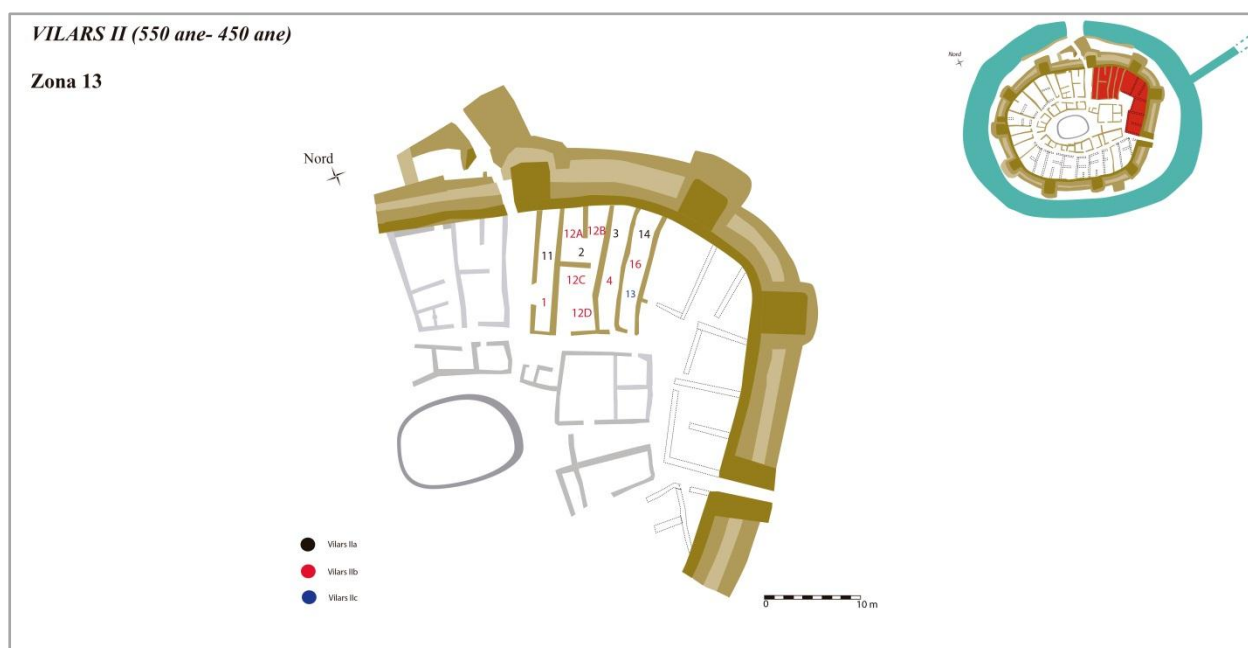 VILARS II (550 ane- 450 ane)
Zona 13
Nord
Nord
12A 12B 3 14
11 2
16
12C 4
1 13
12D
Vilars IIa
Vilars IIb
Vilars IIc
0 10 m